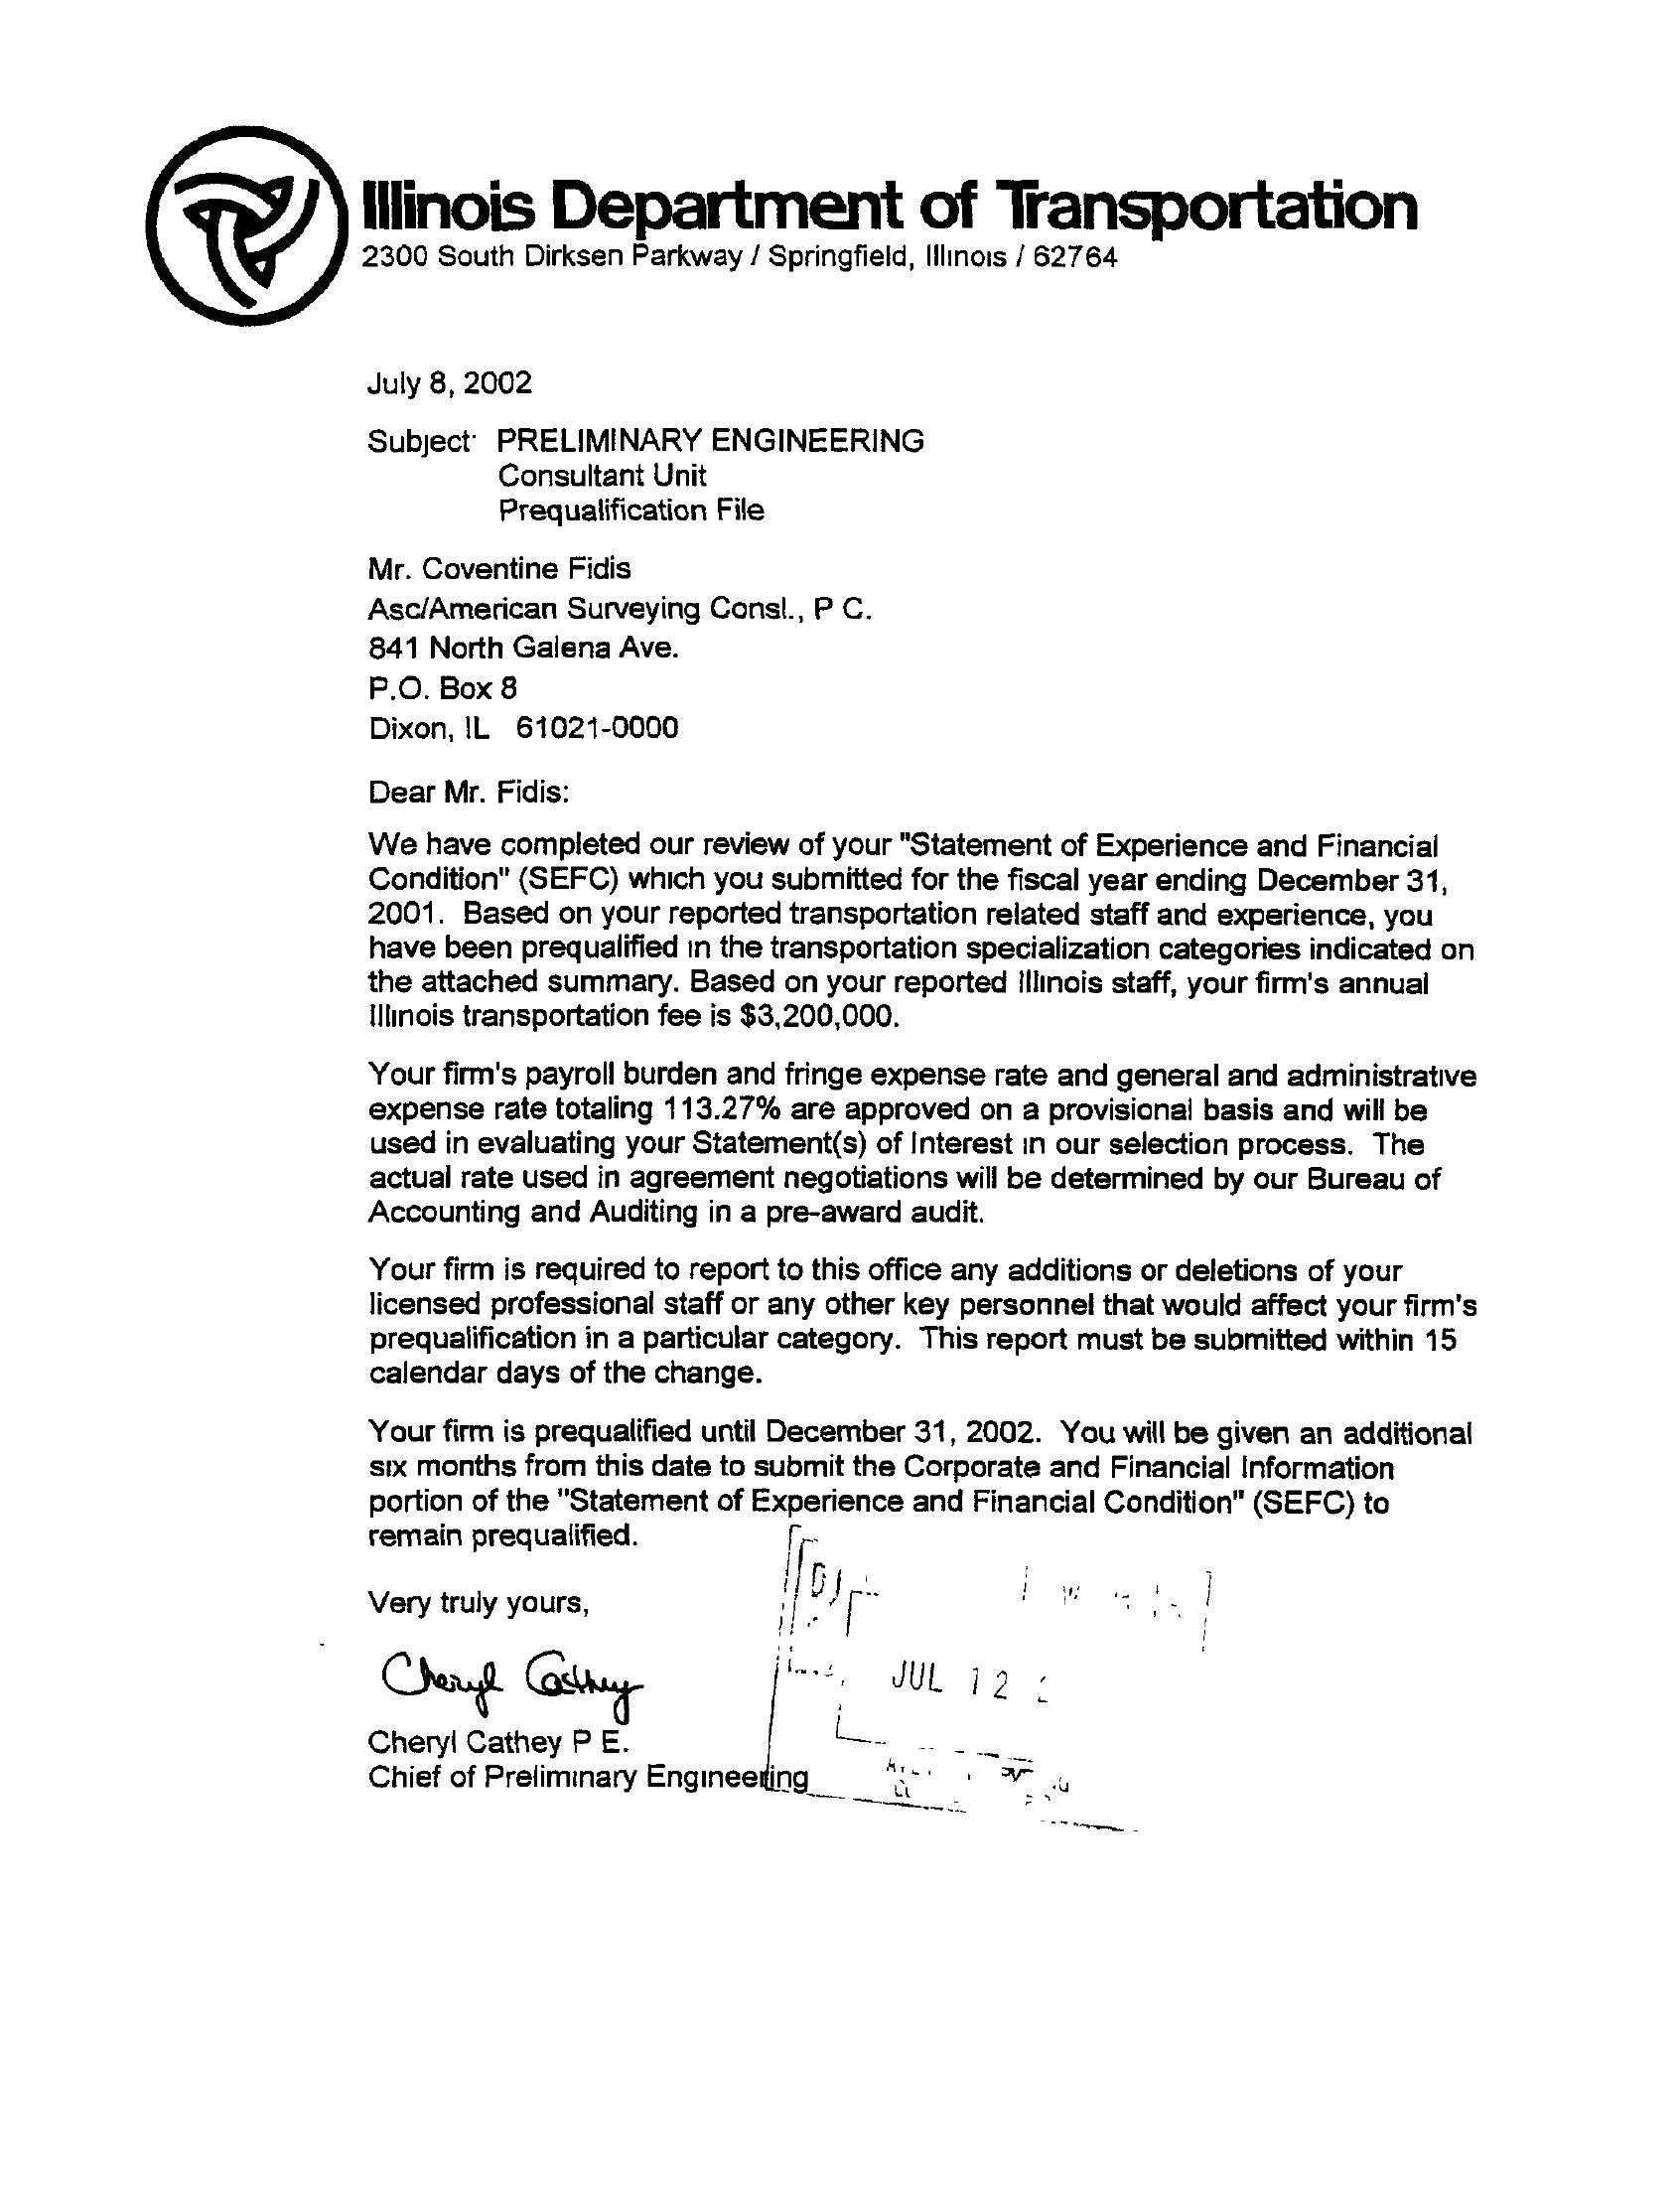 Illinois Department of Transportation
2300 South Dirksen Parkway / Springfield, Illinois / 62764
July 8, 2002
Subject: PRELIMINARY ENGINEERING
Consultant Unit
Prequalification File
Mr. Coventine Fidis
Asc/American Surveying Consl., P C.
841 North Galena Ave.
P.O. Box 8
Dixon, IL 61021-0000
Dear Mr. Fidis:
We have completed our review of your "Statement of Experience and Financial
Condition" (SEFC) which you submitted for the fiscal year ending December 31,
2001. Based on your reported transportation related staff and experience, you
have been prequalified in the transportation specialization categories indicated on
the attached summary. Based on your reported Illinois staff, your firm's annual
Illinois transportation fee is $3,200,000.
Your firm's payroll burden and fringe expense rate and general and administrative
expense rate totaling 113.27% are approved on a provisional basis and will be
used in evaluating your Statement(s) of Interest in our selection process. The
actual rate used in agreement negotiations will be determined by our Bureau of
Accounting and Auditing in a pre-award audit.
Your firm is required to report to this office any additions or deletions of your
licensed professional staff or any other key personnel that would affect your firm's
prequalification in a particular category. This report must be submitted within 15
calendar days of the change.
Your firm is prequalified until December 31, 2002. You will be given an additional
six months from this date to submit the Corporate and Financial Information
portion of the "Statement of Experience and Financial Condition" (SEFC) to
remain prequalified.
Very truly yours,
Cheryl Cathey
JUL 12
Cheryl Cathey P E.
Chief of Preliminary Engineering